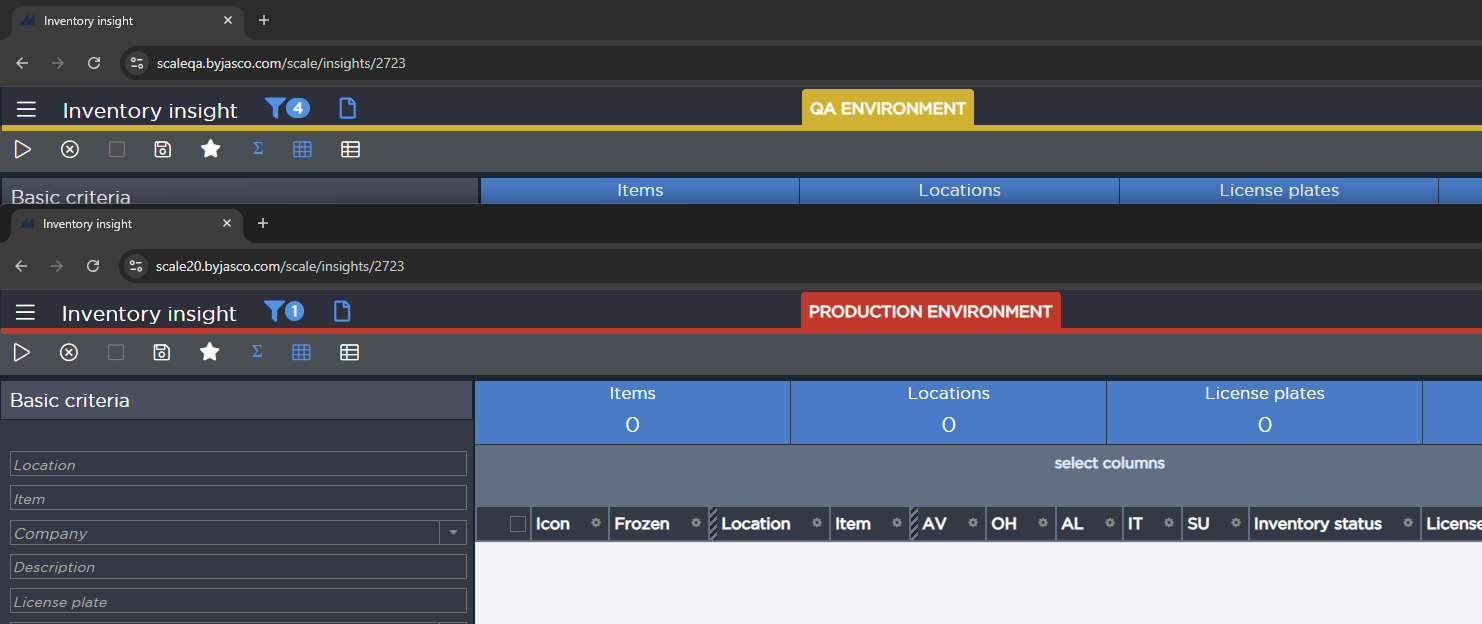 Inventory insight
scaleqa.byjasco.com/scale/insights/2723
Inventory insight 4 QA ENVIRONMENT
Σ
Basic criteria Items Locations License plates
Inventory insight
scale20.byjasco.com/scale/insights/2723
Inventory insight 1 PRODUCTION ENVIRONMENT
Σ
Basic criteria Items Locations License plates
0 0 0
select columns
Location
Item
Icon Frozen Location Item AV OH AL IT SU Inventory status License
Company
Description
License plate